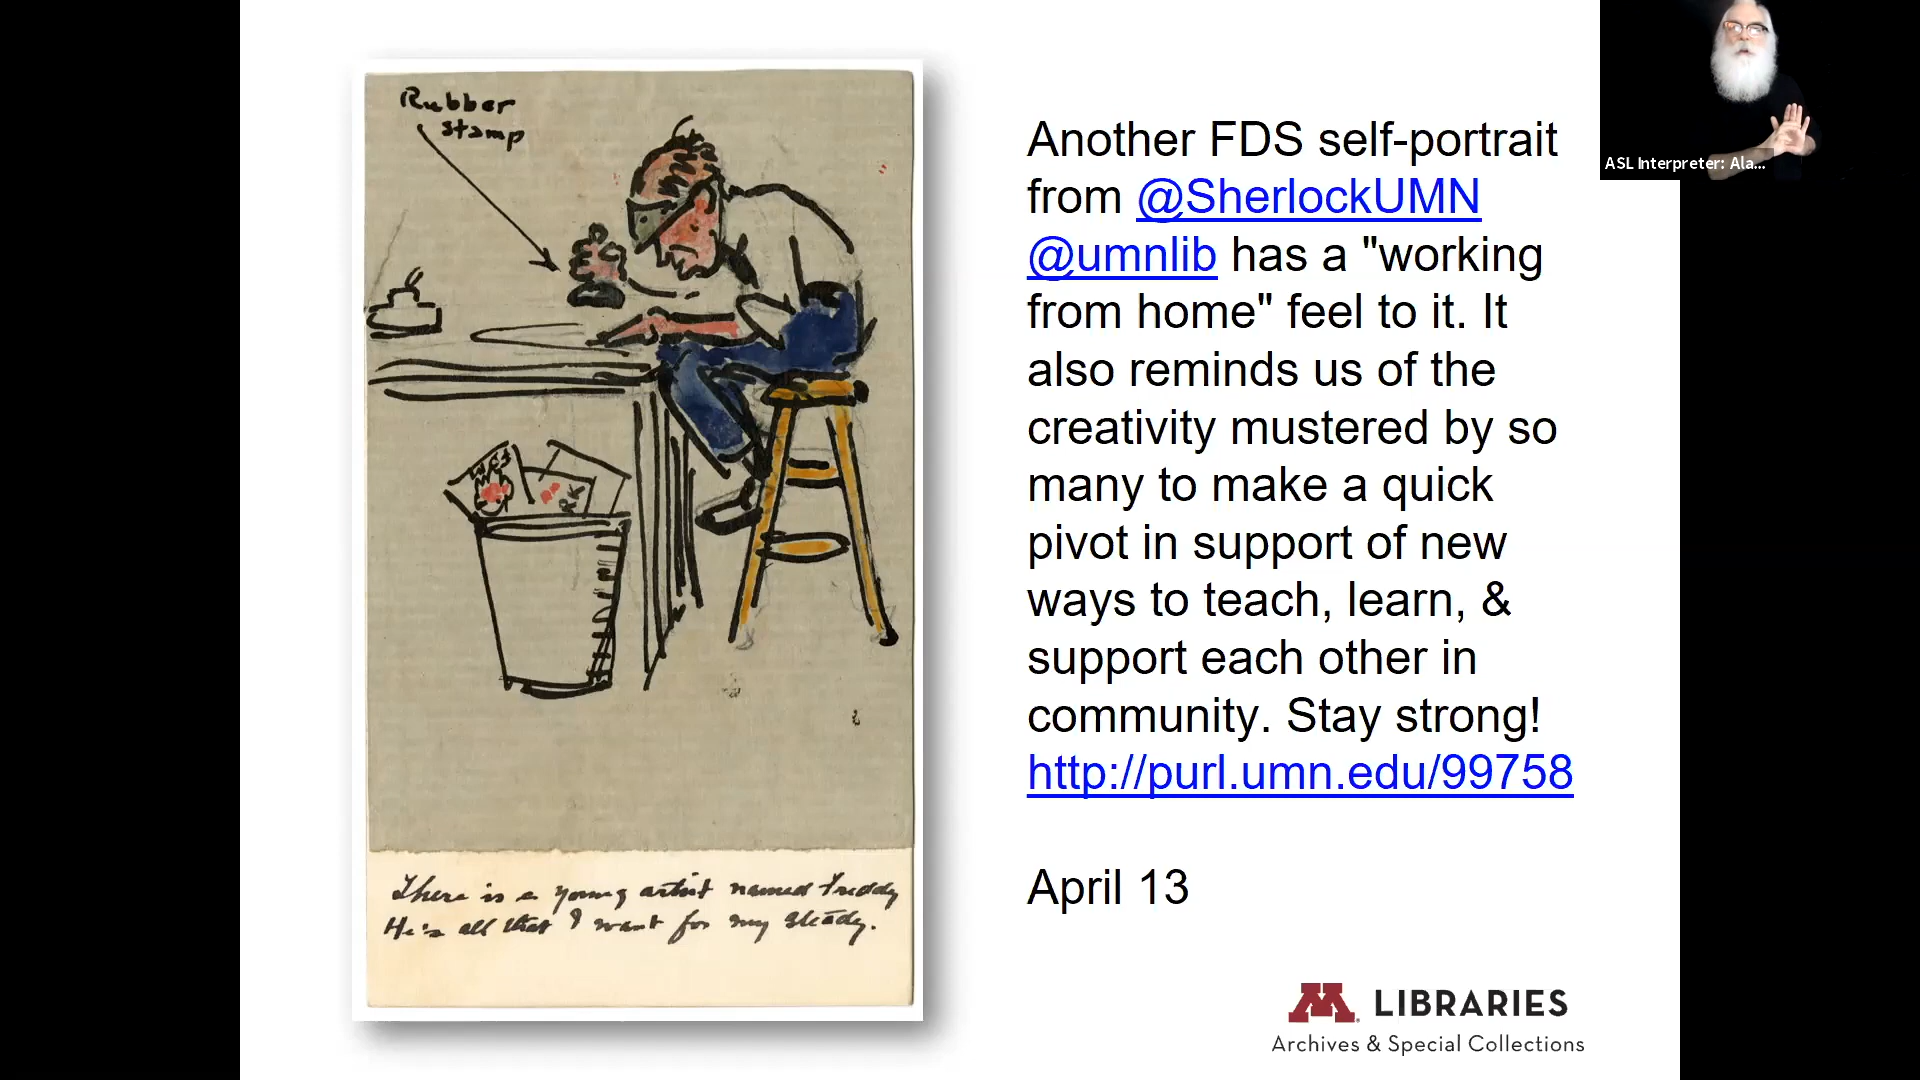 Rubber
stamp
There is a young artist named Freddy
He's all that I want for my steady.
Another FDS self-portrait
from @SherlockUMN
@umnlib has a "working
from home" feel to it. It
also reminds us of the
creativity mustered by so
many to make a quick
pivot in support of new
ways to teach, learn, &
support each other in
community. Stay strong!
http://purl.umn.edu/99758
April 13
M LIBRARIES
Archives & Special Collections
ASL Interpreter: Ala...